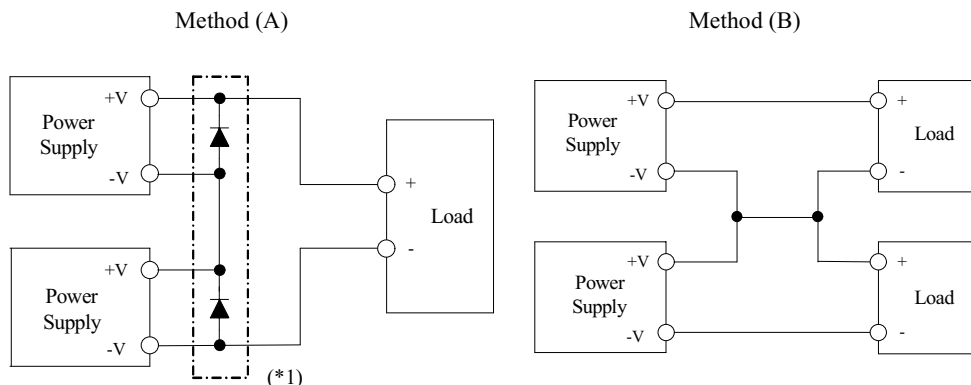 Method (A)
+V
Power
Supply
-V
+V
Power
Supply
-V
+
Load
-
(*1)
Method (B)
+V
Power
Supply
-V
+
Load
-
+V
Power
Supply
-V
+
Load
-